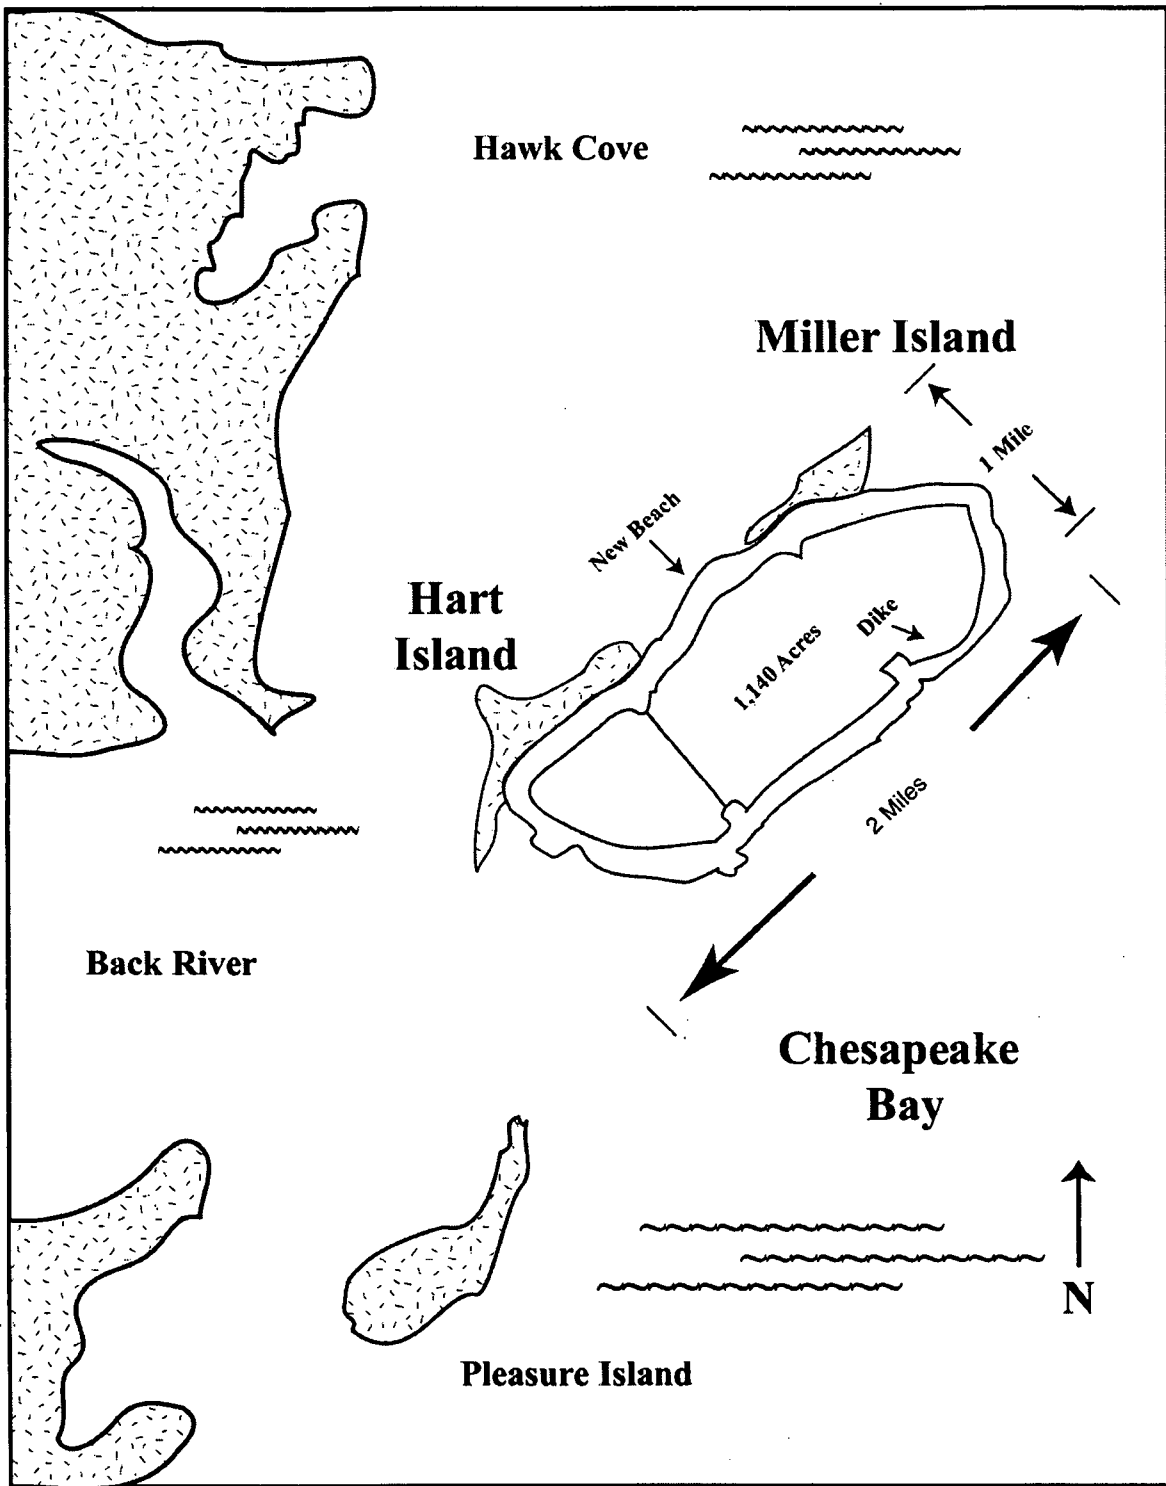 Hawk Cove
Miller Island
1 Mile
New Beach
Hart
Island
Dike
1,140 Acres
2 Miles
Back River
Chesapeake
Bay
N
Pleasure Island